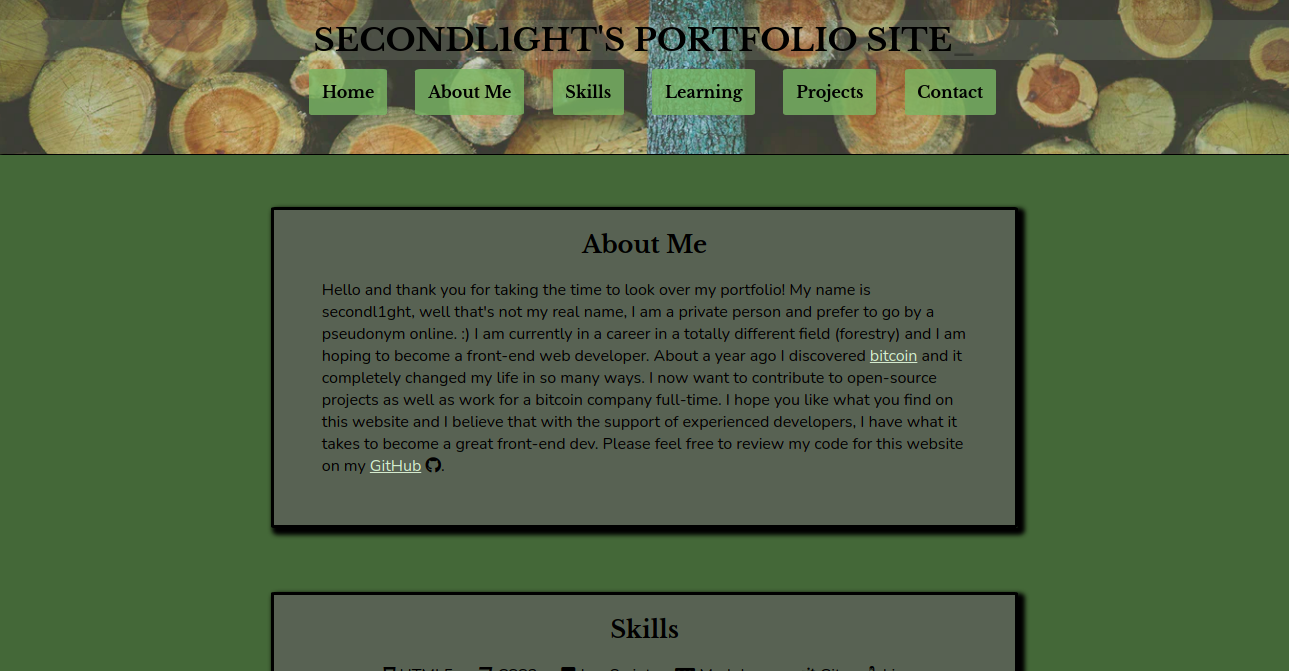 SECONDL1GHT'S PORTFOLIO SITE_
Home About Me Skills Learning Projects Contact
About Me
Hello and thank you for taking the time to look over my portfolio! My name is
secondl1ght, well that's not my real name, I am a private person and prefer to go by a
pseudonym online. :) I am currently in a career in a totally different field (forestry) and I am
hoping to become a front-end web developer. About a year ago I discovered bitcoin and it
completely changed my life in so many ways. I now want to contribute to open-source
projects as well as work for a bitcoin company full-time. I hope you like what you find on
this website and I believe that with the support of experienced developers, I have what it
takes to become a great front-end dev. Please feel free to review my code for this website
on my GitHub .
Skills